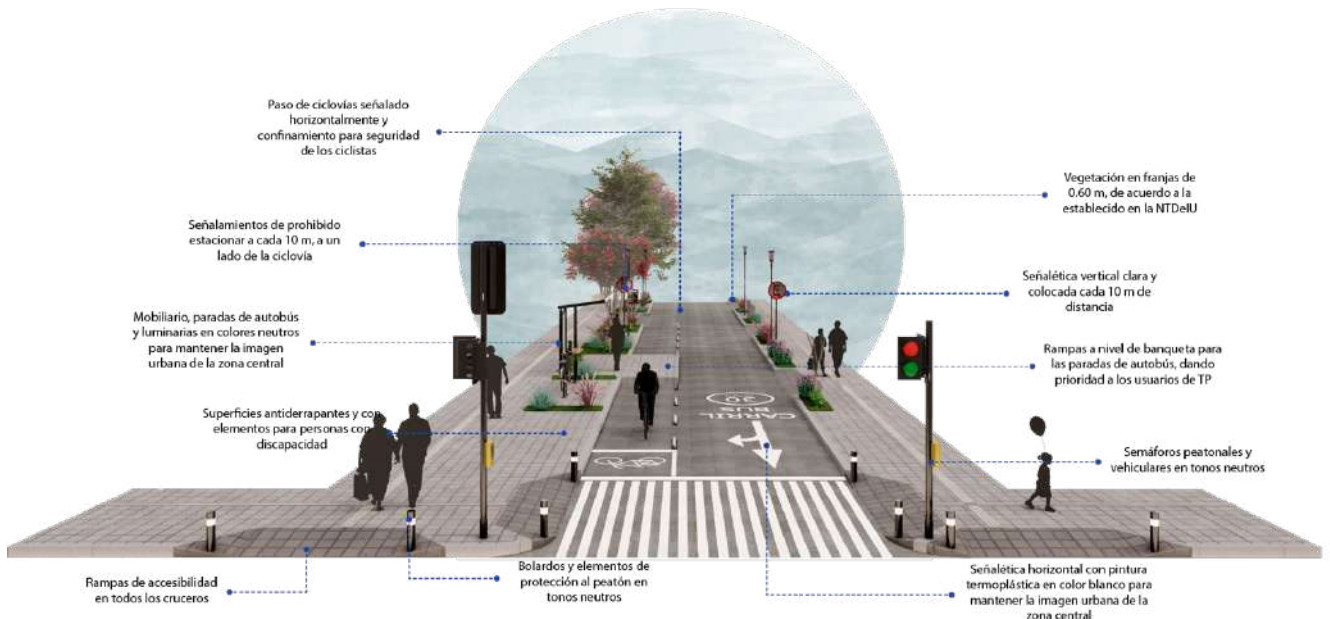 Paso de ciclovías señalado
horizontalmente y
confinamiento para seguridad
de los ciclistas
Señalamientos de prohibido
estacionar a cada 10 m, a un
lado de la ciclovía
Mobiliario, paradas de autobús
y luminarias en colores neutros
para mantener la imagen
urbana de la zona central
Superficies antiderrapantes y con
elementos para personas con
discapacidad
Rampas de accesibilidad
en todos los cruceros
Bolardos y elementos de
protección al peatón en
tonos neutros
Vegetación en franjas de
0.60 m, de acuerdo a la
establecido en la NTDeIU
Señalética vertical clara y
colocada cada 10 m de
distancia
Rampas a nivel de banqueta para
las paradas de autobús, dando
prioridad a los usuarios de TP
Semáforos peatonales y
vehiculares en tonos neutros
Señalética horizontal con pintura
termoplástica en color blanco para
mantener la imagen urbana de la
zona central
20
BUS
CARRIL